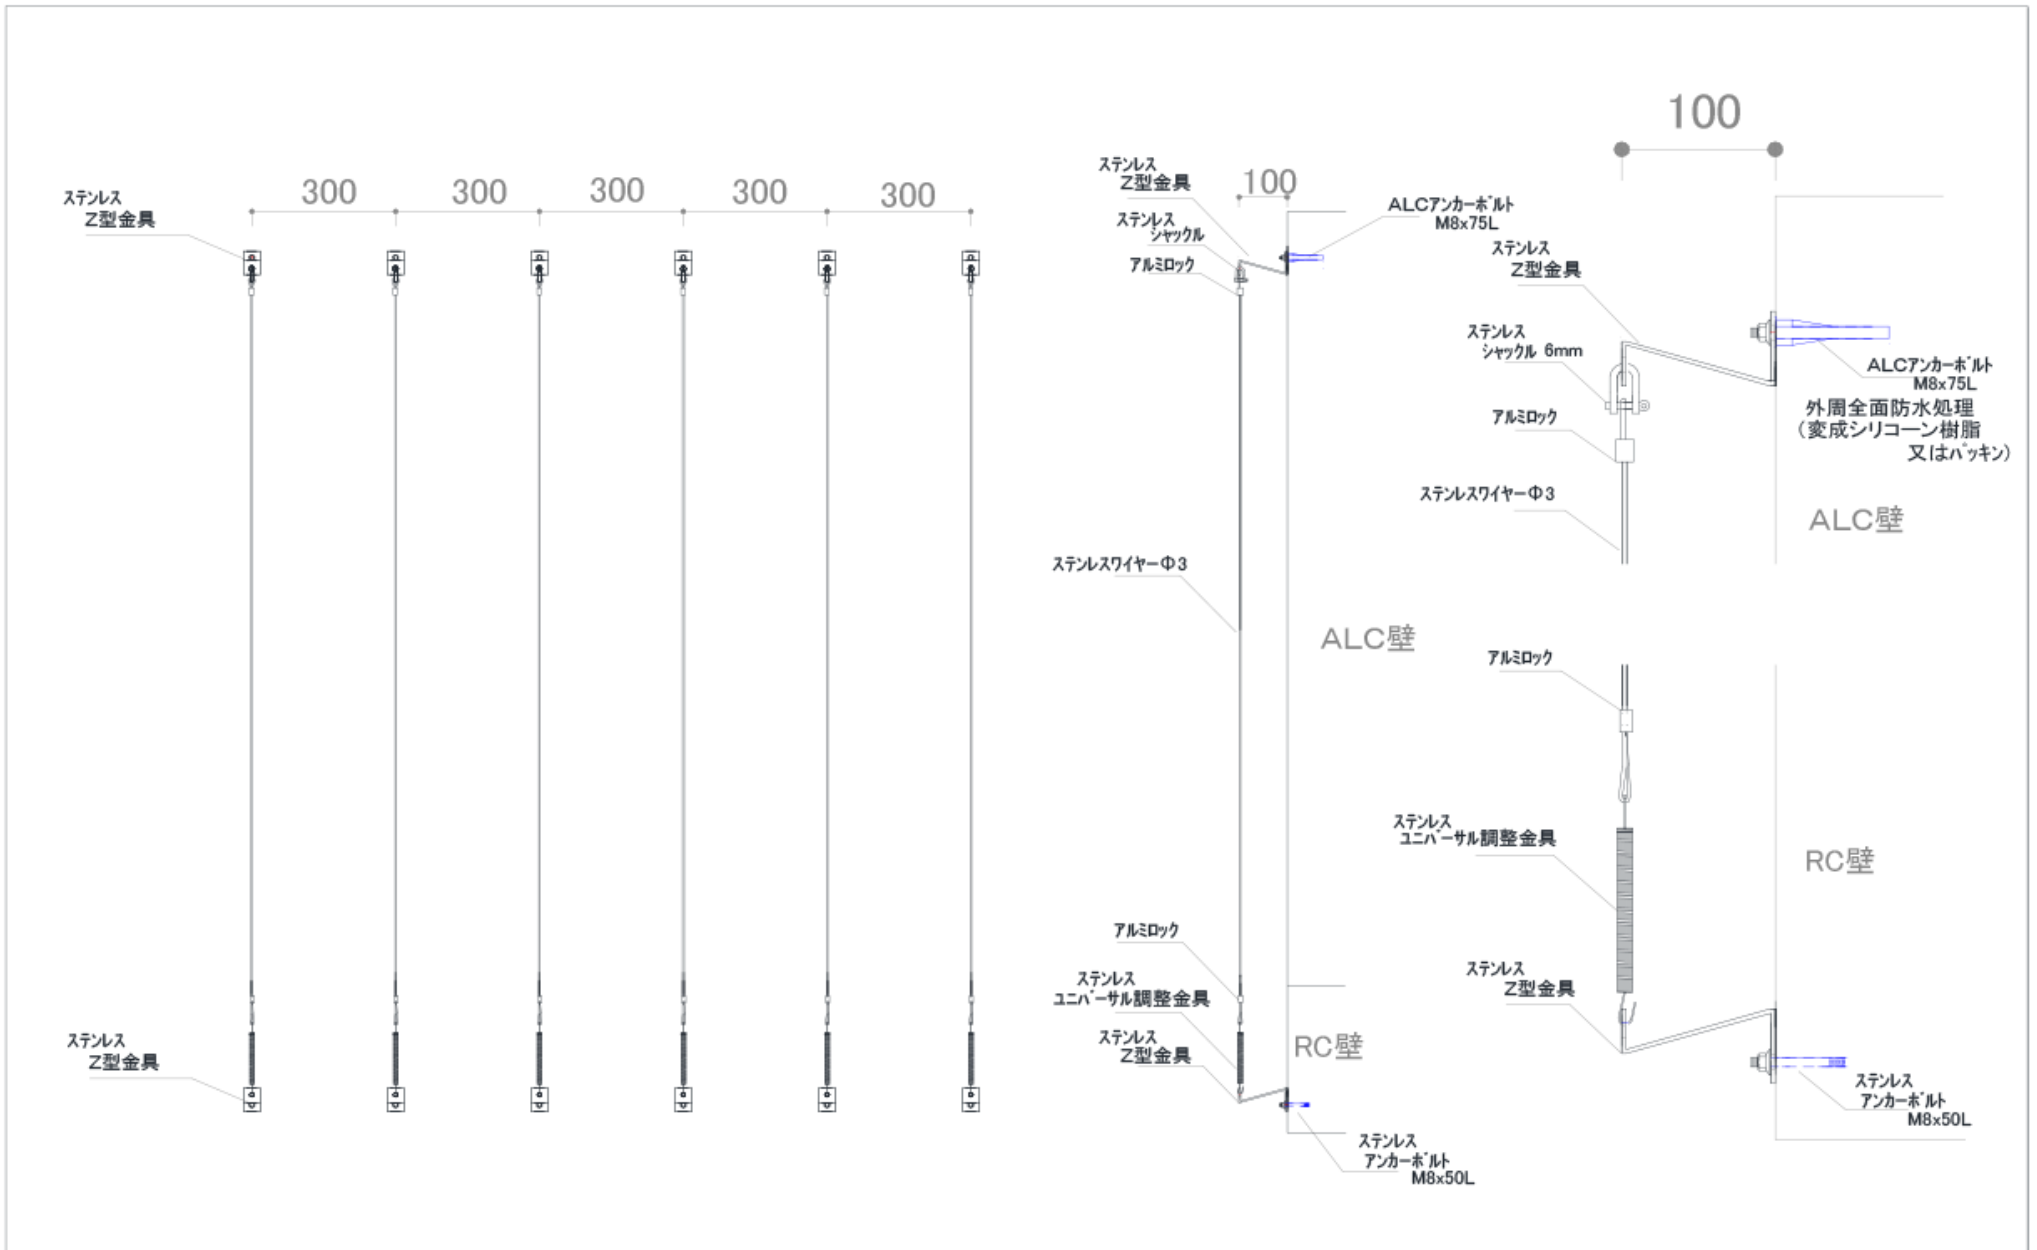 ステンレス
Z型金具
300
300
300
300
300
ステンレス
Z型金具
ステンレス
Z型金具
100
ステンレス
シャックル
アルミロック
ALCアンカーボルト
M8x75L
ステンレスワイヤーΦ3
ALC壁
アルミロック
ステンレス
ユニバーサル調整金具
ステンレス
Z型金具
RC壁
ステンレス
アンカーボルト
M8x50L
100
ステンレス
Z型金具
ステンレス
シャックル 6mm
アルミロック
ステンレスワイヤーΦ3
ALCアンカーボルト
M8x75L
外周全面防水処理
(変成シリコーン樹脂
又はパッキン)
ALC壁
アルミロック
ステンレス
ユニバーサル調整金具
RC壁
ステンレス
Z型金具
ステンレス
アンカーボルト
M8x50L